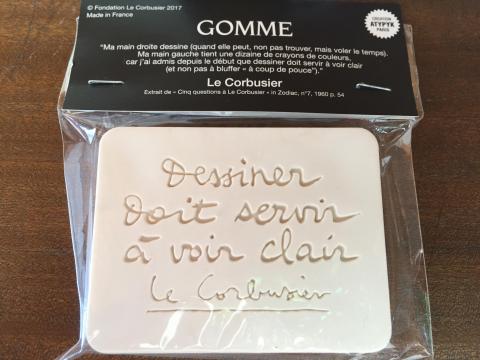 © Fondation Le Corbusier 2017
Made in France
GOMME
CREATION
ATYPYK
PARIS
“Ma main droite dessine (quand elle peut, non pas trouver, mais voler le temps).
Ma main gauche tient une dizaine de crayons de couleurs,
car j'ai admis depuis le début que dessiner doit servir à voir clair
(et non pas à bluffer « à coup de pouce»).”
Le Corbusier
Extrait de « Cinq questions à Le Corbusier » in Zodiac, n°7, 1960 p. 54
Dessiner
Doit servir
à voir clair
Le Corbusier